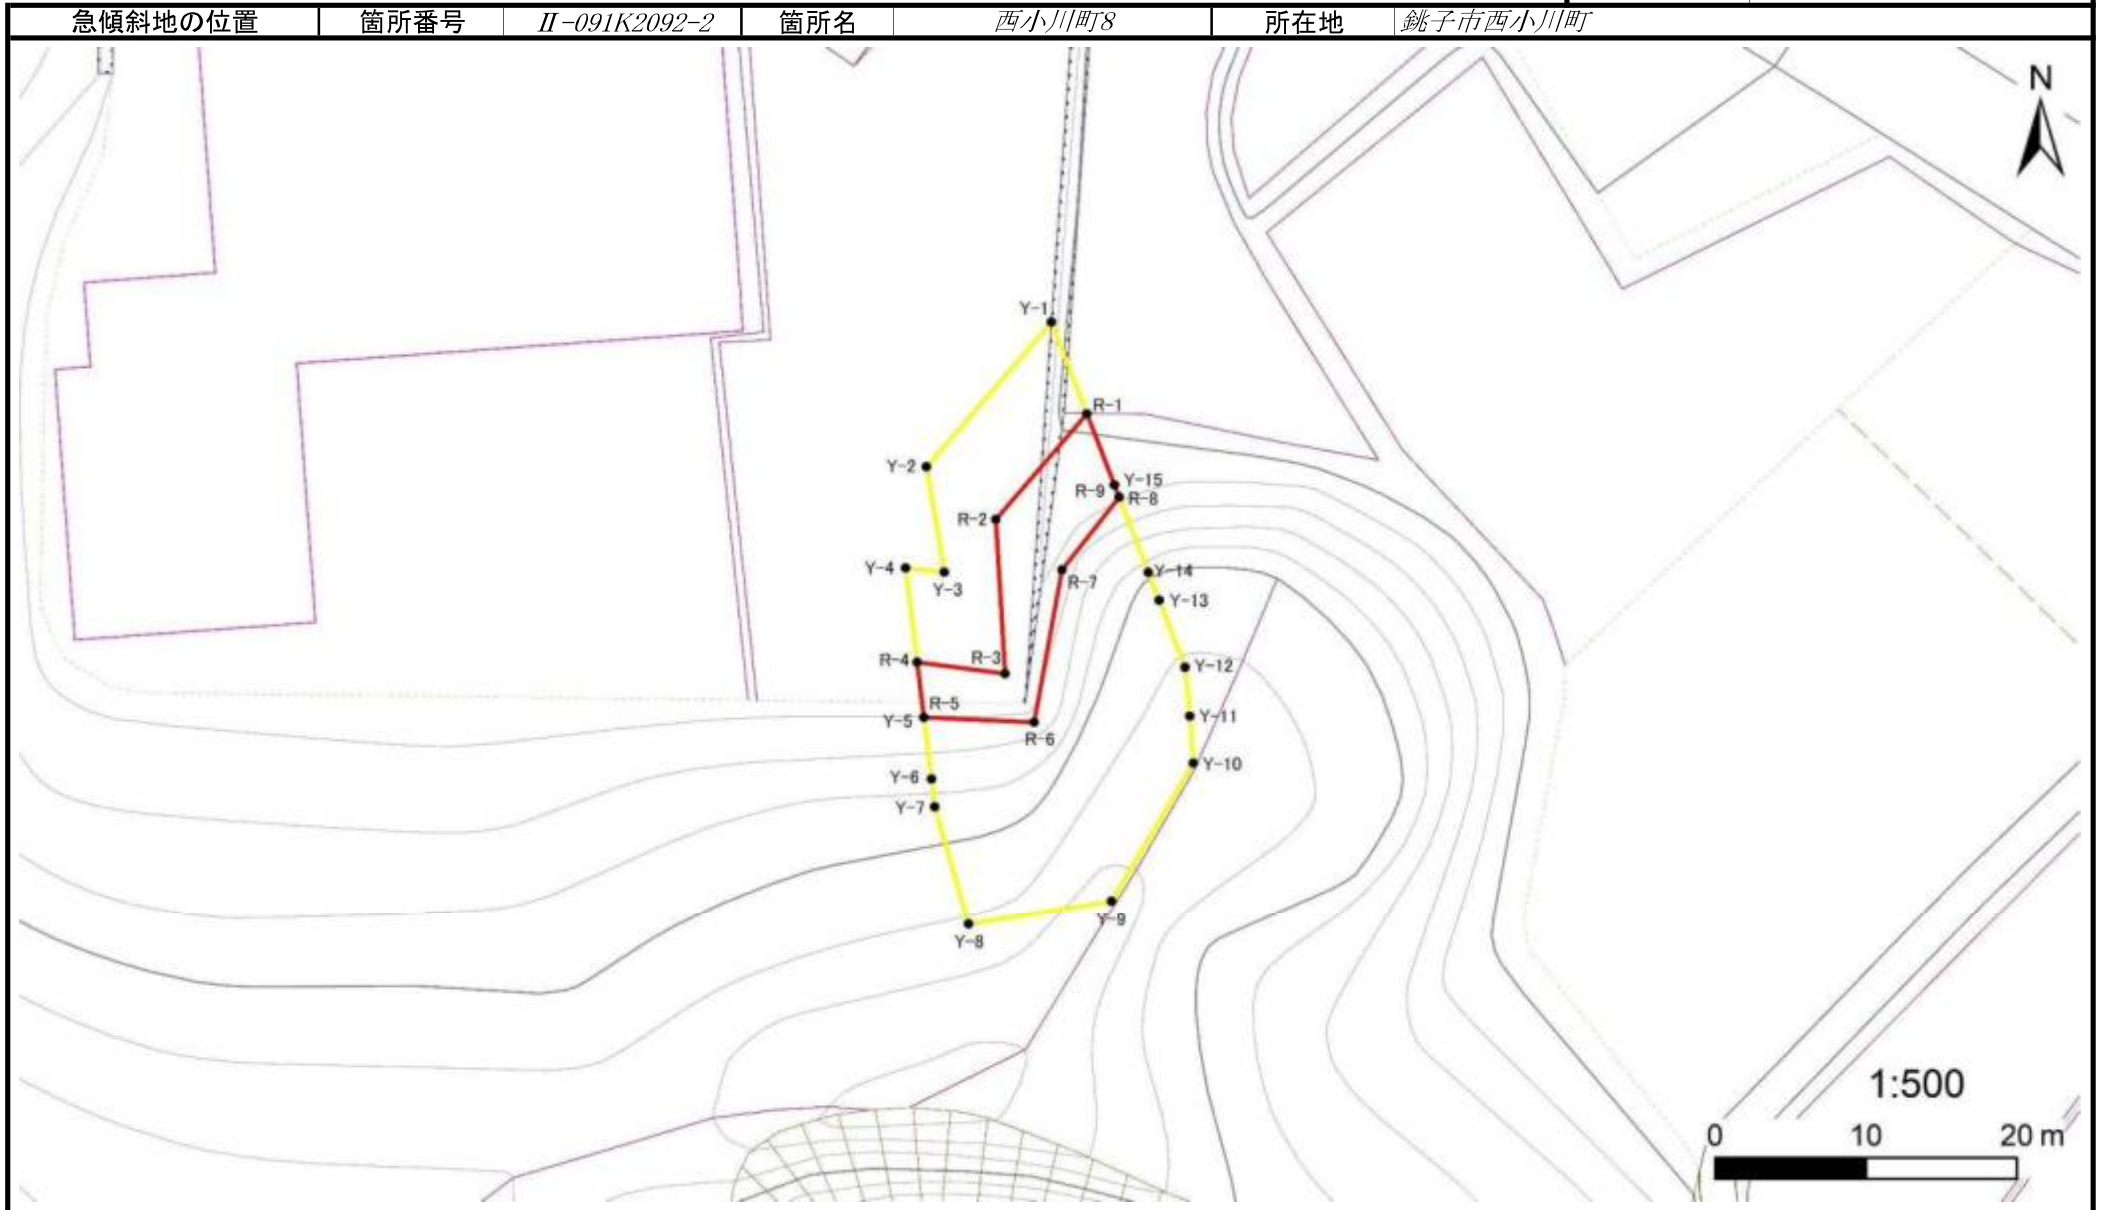 急傾斜地の位置 箇所番号 Ⅱ-091K2092-2 箇所名 西小川町8 所在地 銚子市西小川町
N
Y-1
R-1
Y-2
Y-15
R-9
R-8
R-2
Y-4
Y-3
R-7
Y-14
Y-13
R-4
R-3
Y-12
R-5
Y-5
Y-11
R-6
Y-10
Y-6
Y-7
Y-9
Y-8
1:500
0 10 20 m